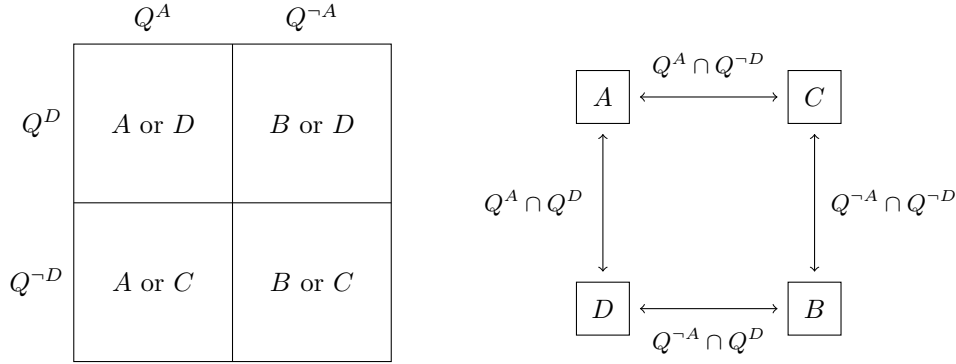 Q^A Q^{¬A}
Q^D A or D B or D
Q^{¬D} A or C B or C
Q^A ∩ Q^{¬D}
A C
Q^A ∩ Q^D Q^{¬A} ∩ Q^{¬D}
D B
Q^{¬A} ∩ Q^D